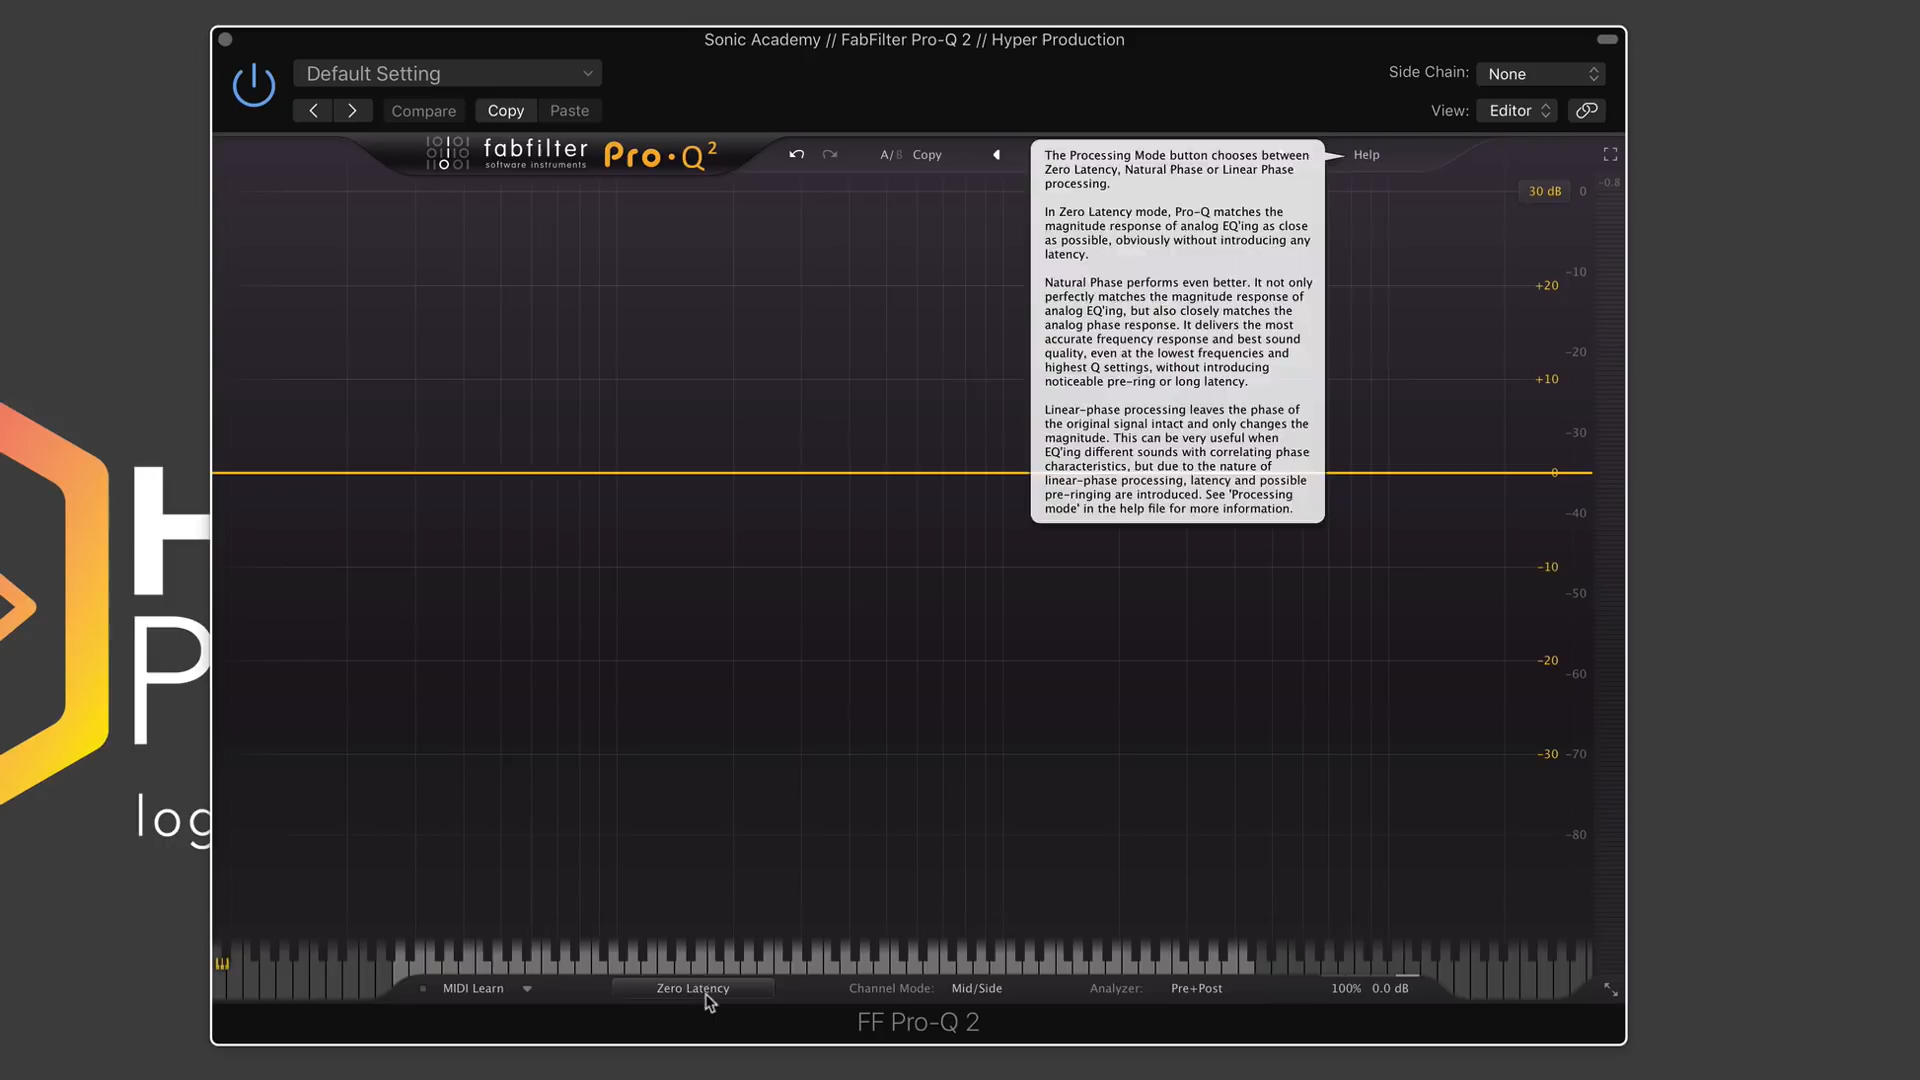 Sonic Academy // FabFilter Pro-Q 2 // Hyper Production
Default Setting
Side Chain: None
Compare Copy Paste
View: Editor
fabfilter
software instruments
Pro·Q2
A/B Copy
Help
The Processing Mode button chooses between
Zero Latency, Natural Phase or Linear Phase
processing.
In Zero Latency mode, Pro-Q matches the
magnitude response of analog EQ'ing as close
as possible, obviously without introducing any
latency.
Natural Phase performs even better. It not only
perfectly matches the magnitude response of
analog EQ'ing, but also closely matches the
analog phase response. It delivers the most
accurate frequency response and best sound
quality, even at the lowest frequencies and
highest Q settings, without introducing
noticeable pre-ring or long latency.
Linear-phase processing leaves the phase of
the original signal intact and only changes the
magnitude. This can be very useful when
EQ'ing different sounds with correlating phase
characteristics, but due to the nature of
linear-phase processing, latency and possible
pre-ringing are introduced. See 'Processing
mode' in the help file for more information.
-0.8
30 dB 0
-10
+20
-20
+10
-30
0
-40
-10
-50
-20
-60
-30 -70
-80
H
P
log
MIDI Learn
Zero Latency
Channel Mode: Mid/Side
Analyzer: Pre+Post
100% 0.0 dB
FF Pro-Q 2